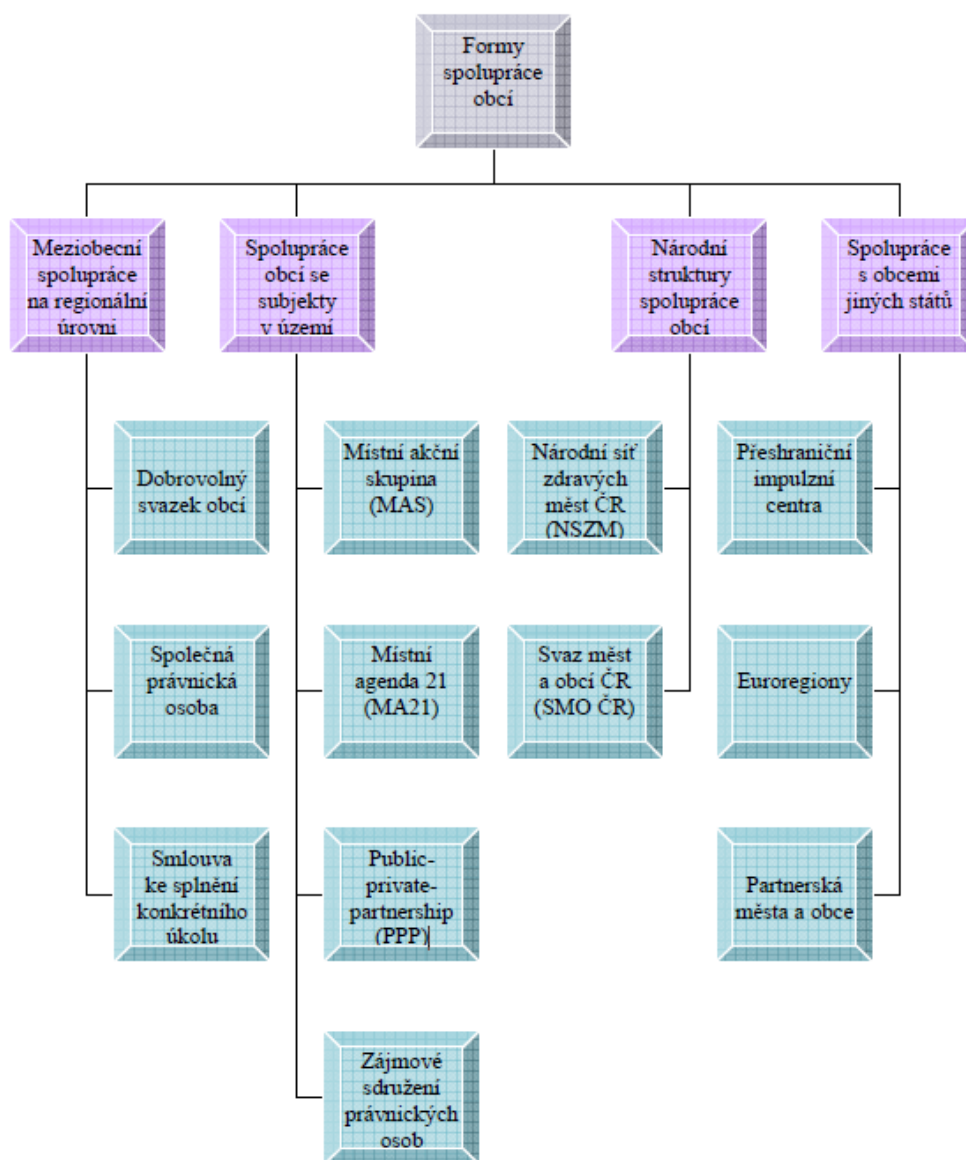 Formy
spolupráce
obcí
Meziobecní
spolupráce
na regionální
úrovní
Spolupráce
obcí se
subjekty
v území
Národní
struktury
spolupráce
obcí
Spolupráce
s obcemi
jiných států
Dobrovolný
svazek obcí
Místní akční
skupina
(MAS)
Národní síť
zdravých
měst ČR
(NSZM)
Přeshraniční
impulzní
centra
Společná
právnická
osoba
Místní
agenda 21
(MA21)
Svaz měst
a obcí ČR
(SMO ČR)
Euroregiony
Smlouva
ke splnění
konkrétního
úkolu
Public-
private-
partnership
(PPP)
Partnerská
města a obce
Zájmové
sdružení
právnických
osob